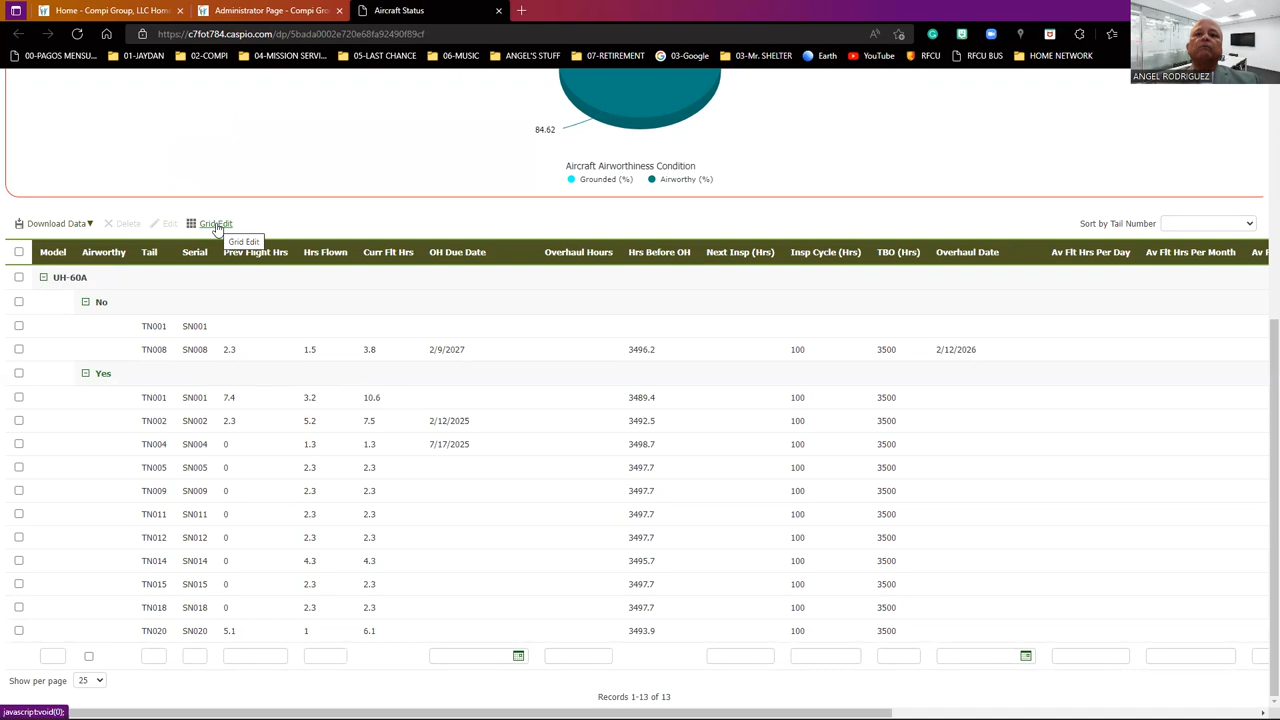 Home - Compi Group, LLC Hom
Administrator Page - Compi Gro
Aircraft Status
https://c7fot784.caspio.com/dp/5bada0002e720e68fa92490f89cf
00-PAGOS MENSU... 01-JAYDAN 02-COMPI 04-MISSION SERVI... 05-LAST CHANCE 06-MUSIC ANGEL'S STUFF 07-RETIREMENT 03-Google 03-Mr. SHELTER Earth YouTube RFCU RFCU BUS HOME NETWORK
ANGEL RODRIGUEZ
84.62
Aircraft Airworthiness Condition
Grounded (%) Airworthy (%)
Download Data▼ Delete Edit Grid Edit Sort by Tail Number
Grid Edit
Model Airworthy Tail Serial Prev Flight Hrs Hrs Flown Curr Flt Hrs OH Due Date Overhaul Hours Hrs Before OH Next Insp (Hrs) Insp Cycle (Hrs) TBO (Hrs) Overhaul Date Av Flt Hrs Per Day Av Flt Hrs Per Month Av F
UH-60A
No
TN001 SN001
TN008 SN008 2.3 1.5 3.8 2/9/2027 3496.2 100 3500 2/12/2026
Yes
TN001 SN001 7.4 3.2 10.6 3489.4 100 3500
TN002 SN002 2.3 5.2 7.5 2/12/2025 3492.5 100 3500
TN004 SN004 0 1.3 1.3 7/17/2025 3498.7 100 3500
TN005 SN005 0 2.3 2.3 3497.7 100 3500
TN009 SN009 0 2.3 2.3 3497.7 100 3500
TN011 SN011 0 2.3 2.3 3497.7 100 3500
TN012 SN012 0 2.3 2.3 3497.7 100 3500
TN014 SN014 0 4.3 4.3 3495.7 100 3500
TN015 SN015 0 2.3 2.3 3497.7 100 3500
TN018 SN018 0 2.3 2.3 3497.7 100 3500
TN020 SN020 5.1 1 6.1 3493.9 100 3500
Show per page 25
Records 1-13 of 13
javascript:void(0);